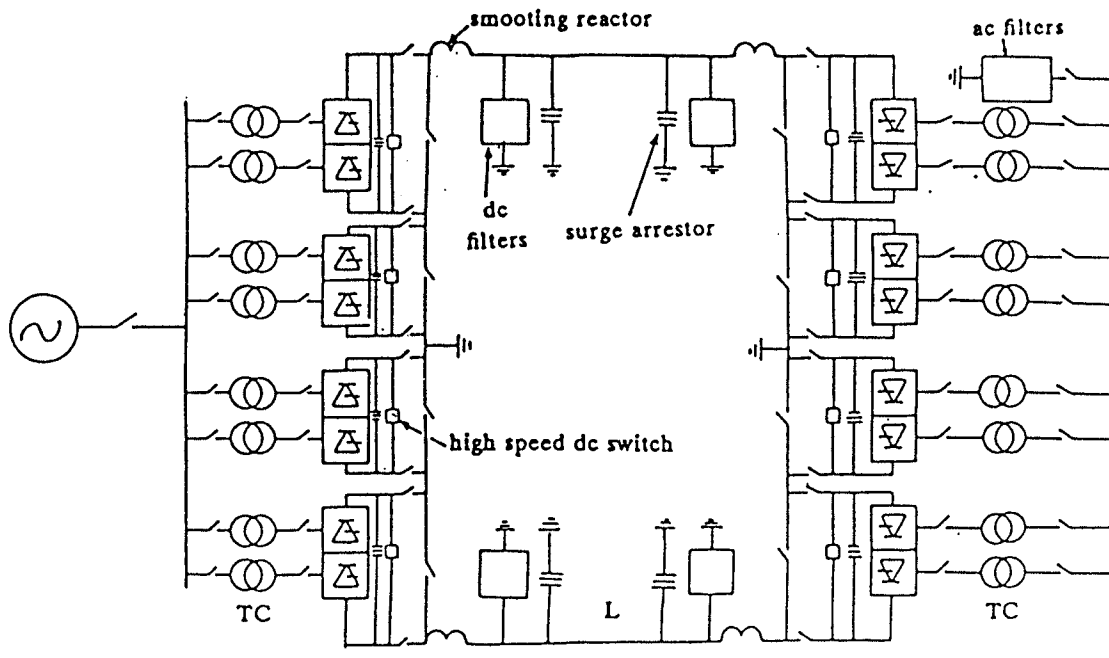 smooting reactor
ac filters
dc
filters
surge arrestor
high speed dc switch
TC
L
TC